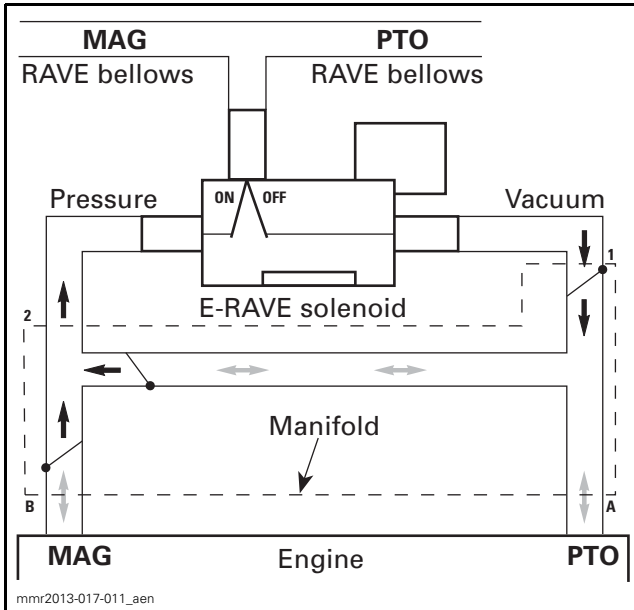 MAG PTO
RAVE bellows RAVE bellows
ON OFF
Pressure Vacuum
1
E-RAVE solenoid
2
Manifold
B A
MAG Engine PTO
mmr2013-017-011_aen